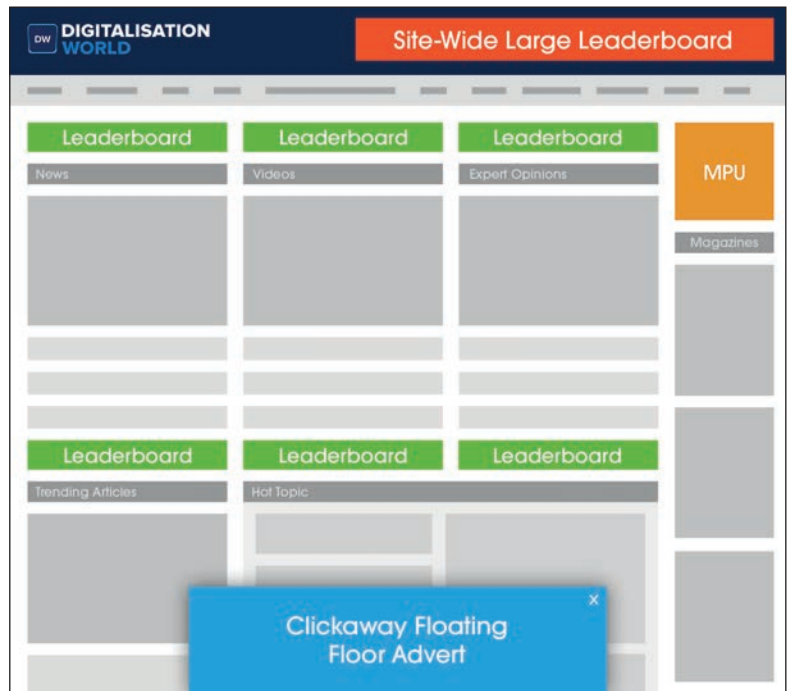 DW
DIGITALISATION
WORLD
Site-Wide Large Leaderboard
Leaderboard
Leaderboard
Leaderboard
MPU
News
Videos
Expert Opinions
Magazines
Leaderboard
Leaderboard
Leaderboard
Trending Articles
Hot Topic
X
Clickaway Floating
Floor Advert